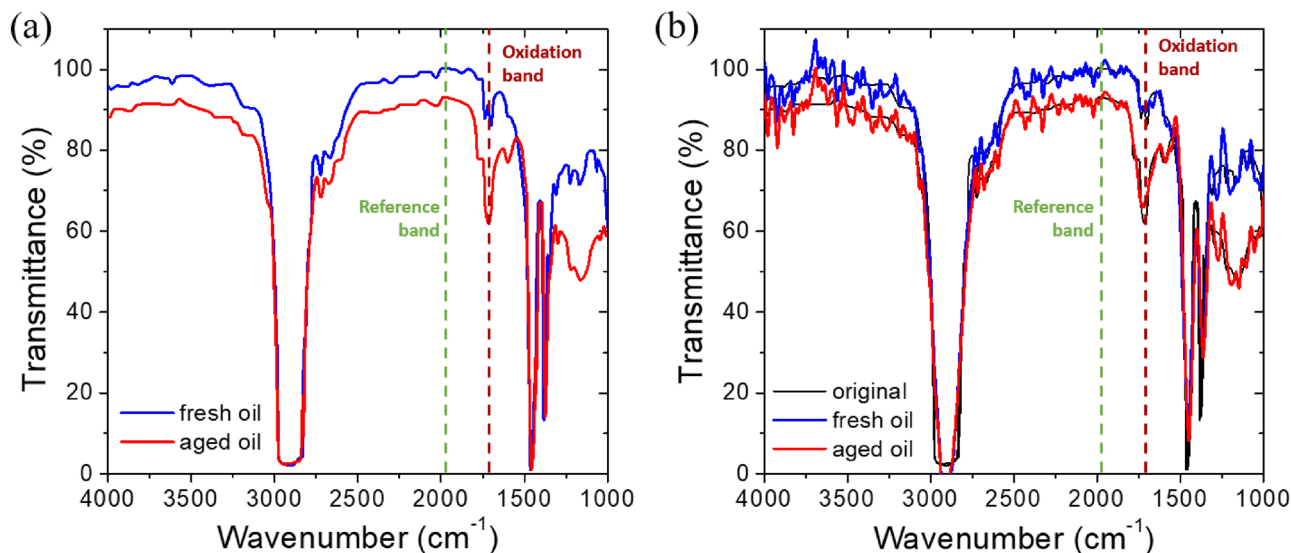 (a)
Transmittance (%)
100
80
60
40
20
0
Oxidation
band
Reference
band
fresh oil
aged oil
4000 3500 3000 2500 2000 1500 1000
Wavenumber (cm⁻¹)
(b)
Transmittance (%)
100
80
60
40
20
0
Oxidation
band
Reference
band
original
fresh oil
aged oil
4000 3500 3000 2500 2000 1500 1000
Wavenumber (cm⁻¹)